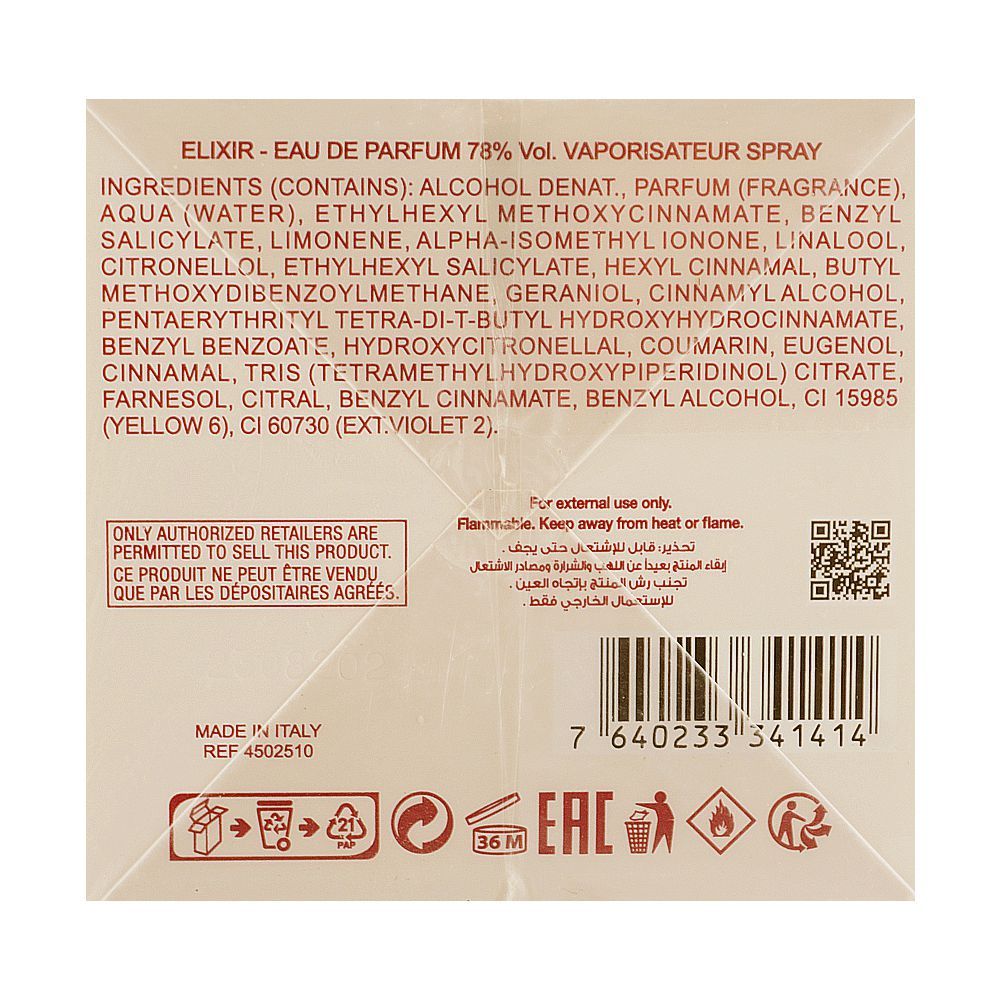 ELIXIR - EAU DE PARFUM 78% Vol. VAPORISATEUR SPRAY
INGREDIENTS (CONTAINS): ALCOHOL DENAT., PARFUM (FRAGRANCE),
AQUA (WATER), ETHYLHEXYL METHOXYCINNAMATE, BENZYL
SALICYLATE, LIMONENE, ALPHA-ISOMETHYL IONONE, LINALOOL,
CITRONELLOL, ETHYLHEXYL SALICYLATE, HEXYL CINNAMAL, BUTYL
METHOXYDIBENZOYLMETHANE, GERANIOL, CINNAMYL ALCOHOL,
PENTAERYTHRITYL TETRA-DI-T-BUTYL HYDROXYHYDROCINNAMATE,
BENZYL BENZOATE, HYDROXYCITRONELLAL, COUMARIN, EUGENOL,
CINNAMAL, TRIS (TETRAMETHYLHYDROXYPIPERIDINOL) CITRATE,
FARNESOL, CITRAL, BENZYL CINNAMATE, BENZYL ALCOHOL, CI 15985
(YELLOW 6), CI 60730 (EXT.VIOLET 2).
For external use only.
Flammable. Keep away from heat or flame.
تحذير: قابل للإشتعال حتى يجف .
إبقاء المنتج بعيداً عن اللهب والشرارة ومصادر الاشتعال
تجنب رش المنتج بإتجاه العين .
للإستعمال الخارجي فقط .
ONLY AUTHORIZED RETAILERS ARE
PERMITTED TO SELL THIS PRODUCT.
CE PRODUIT NE PEUT ÊTRE VENDU
QUE PAR LES DÉPOSITAIRES AGRÉÉS.
7 640233 341414
MADE IN ITALY
REF 4502510
21
PAP
36 M
EAC